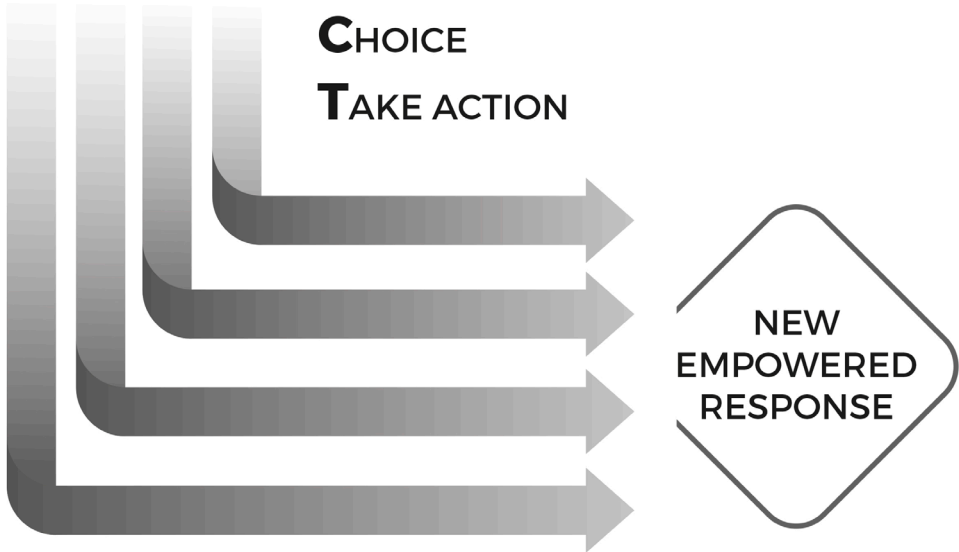 CHOICE
TAKE ACTION
NEW
EMPOWERED
RESPONSE